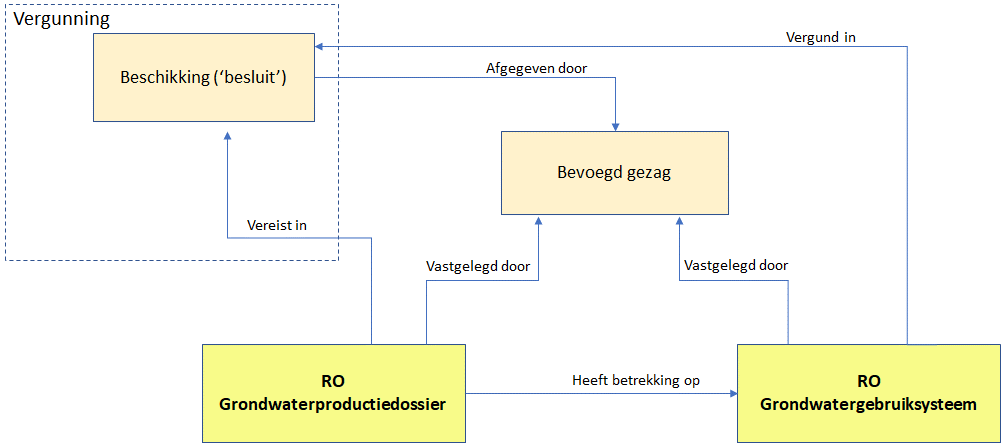 Vergunning
Beschikking (‘besluit’)
Vergund in
Afgegeven door
Bevoegd gezag
Vereist in
Vastgelegd door
Vastgelegd door
RO
Grondwaterproductiedossier
Heeft betrekking op
RO
Grondwatergebruiksysteem